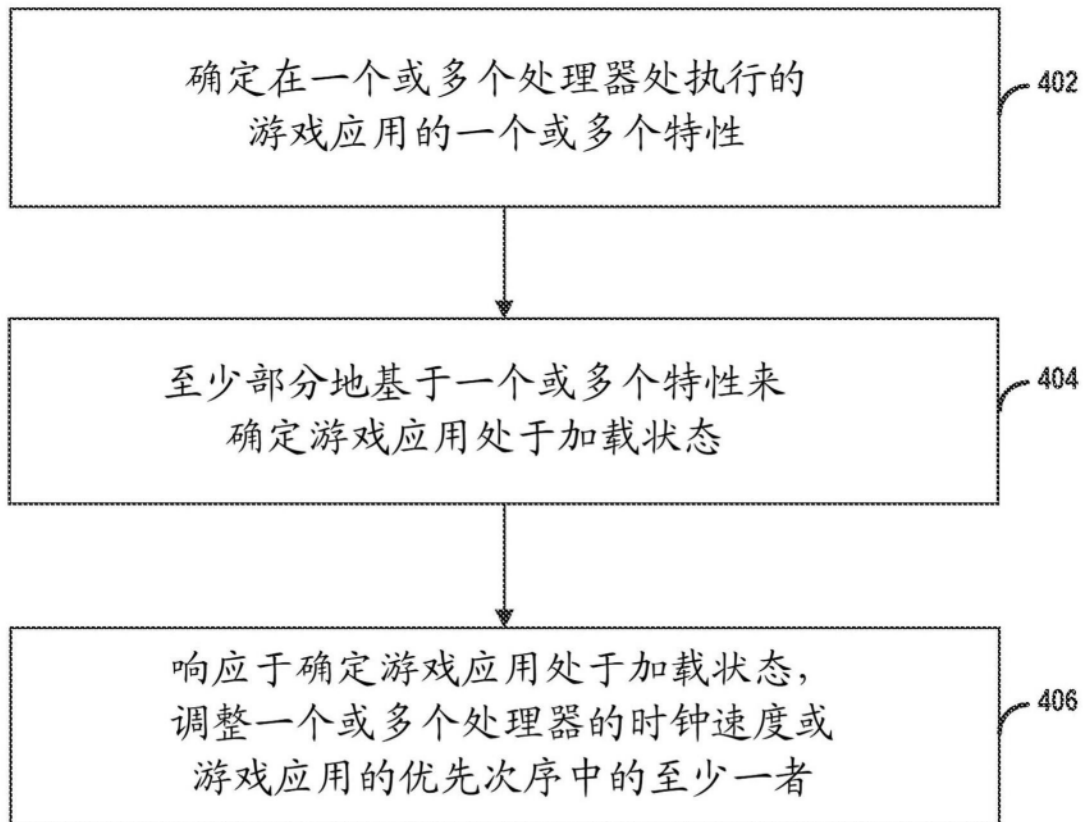 确定在一个或多个处理器处执行的
游戏应用的一个或多个特性
402
至少部分地基于一个或多个特性来
确定游戏应用处于加载状态
404
响应于确定游戏应用处于加载状态，
调整一个或多个处理器的时钟速度或
游戏应用的优先次序中的至少一者
406